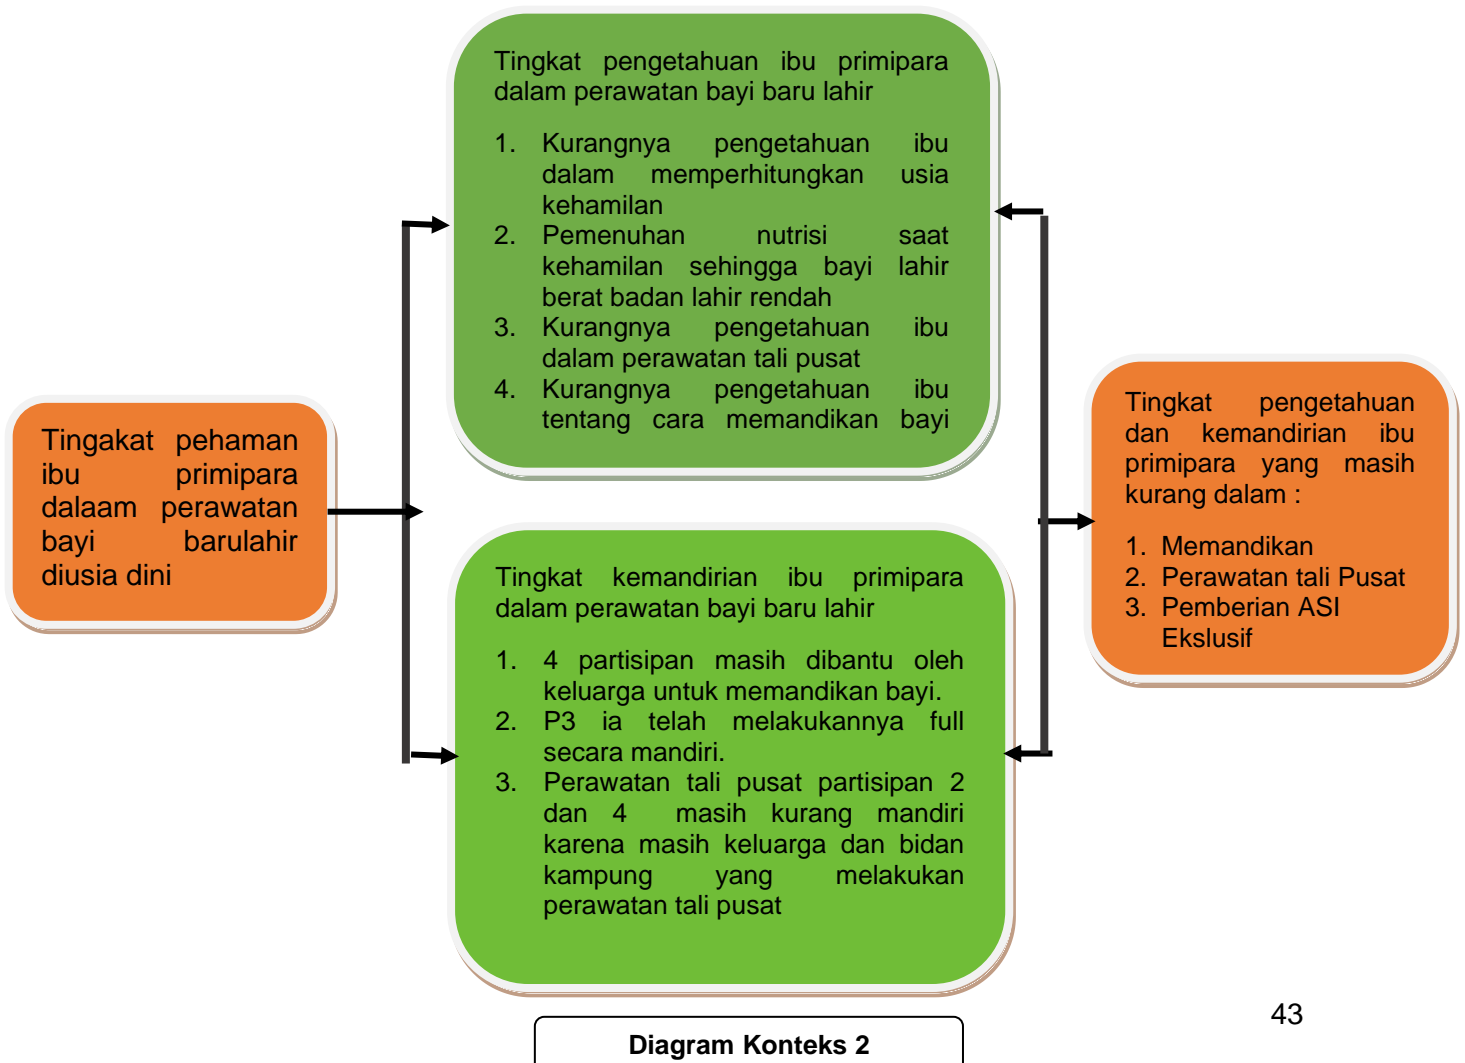 Tingkat pengetahuan ibu primipara
dalam perawatan bayi baru lahir
1. Kurangnya pengetahuan ibu
dalam memperhitungkan usia
kehamilan
2. Pemenuhan nutrisi saat
kehamilan sehingga bayi lahir
berat badan lahir rendah
3. Kurangnya pengetahuan ibu
dalam perawatan tali pusat
4. Kurangnya pengetahuan ibu
tentang cara memandikan bayi
Tingakat pehaman
ibu primipara
dalaam perawatan
bayi barulahir
diusia dini
Tingkat kemandirian ibu primipara
dalam perawatan bayi baru lahir
1. 4 partisipan masih dibantu oleh
keluarga untuk memandikan bayi.
2. P3 ia telah melakukannya full
secara mandiri.
3. Perawatan tali pusat partisipan 2
dan 4 masih kurang mandiri
karena masih keluarga dan bidan
kampung yang melakukan
perawatan tali pusat
Tingkat pengetahuan
dan kemandirian ibu
primipara yang masih
kurang dalam :
1. Memandikan
2. Perawatan tali Pusat
3. Pemberian ASI
Ekslusif
43
Diagram Konteks 2